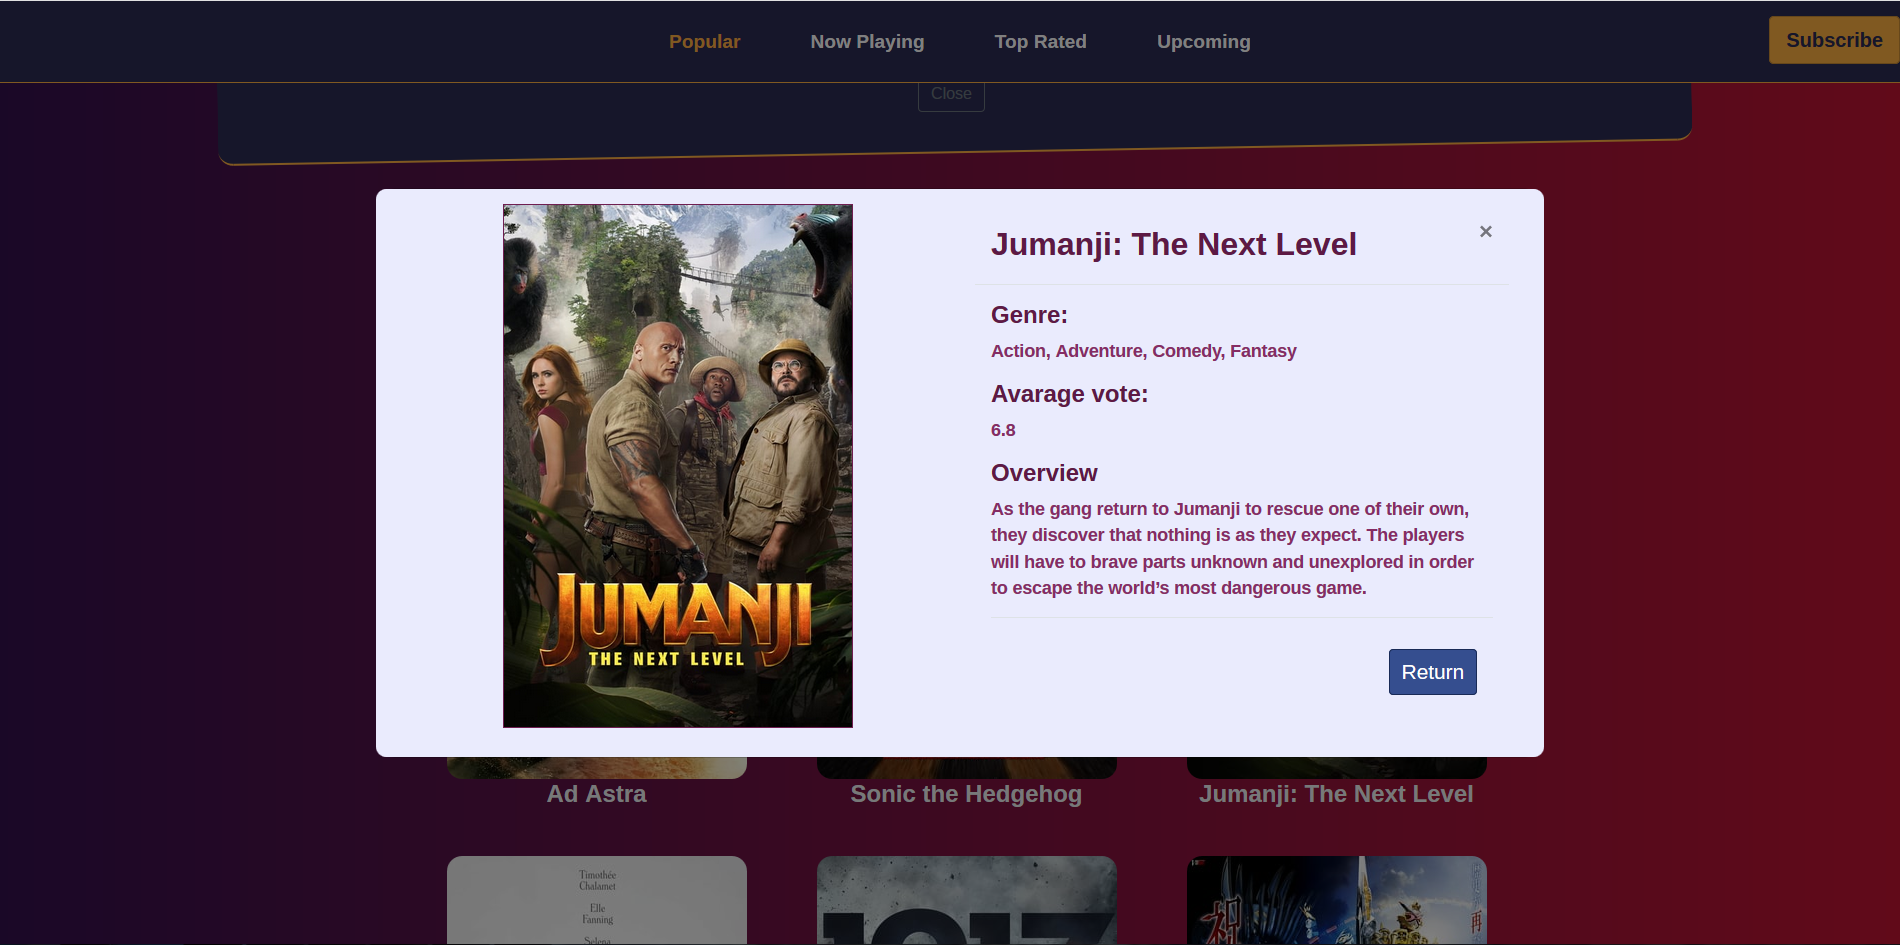 Popular
Now Playing
Top Rated
Upcoming
Subscribe
Close
Jumanji: The Next Level
×
Genre:
Action, Adventure, Comedy, Fantasy
Avarage vote:
6.8
Overview
As the gang return to Jumanji to rescue one of their own,
they discover that nothing is as they expect. The players
will have to brave parts unknown and unexplored in order
to escape the world’s most dangerous game.
Return
JUMANJI
THE NEXT LEVEL
Ad Astra
Sonic the Hedgehog
Jumanji: The Next Level
Timothée
Chalamet
Elle
Fanning
Selena
1917
祝
再